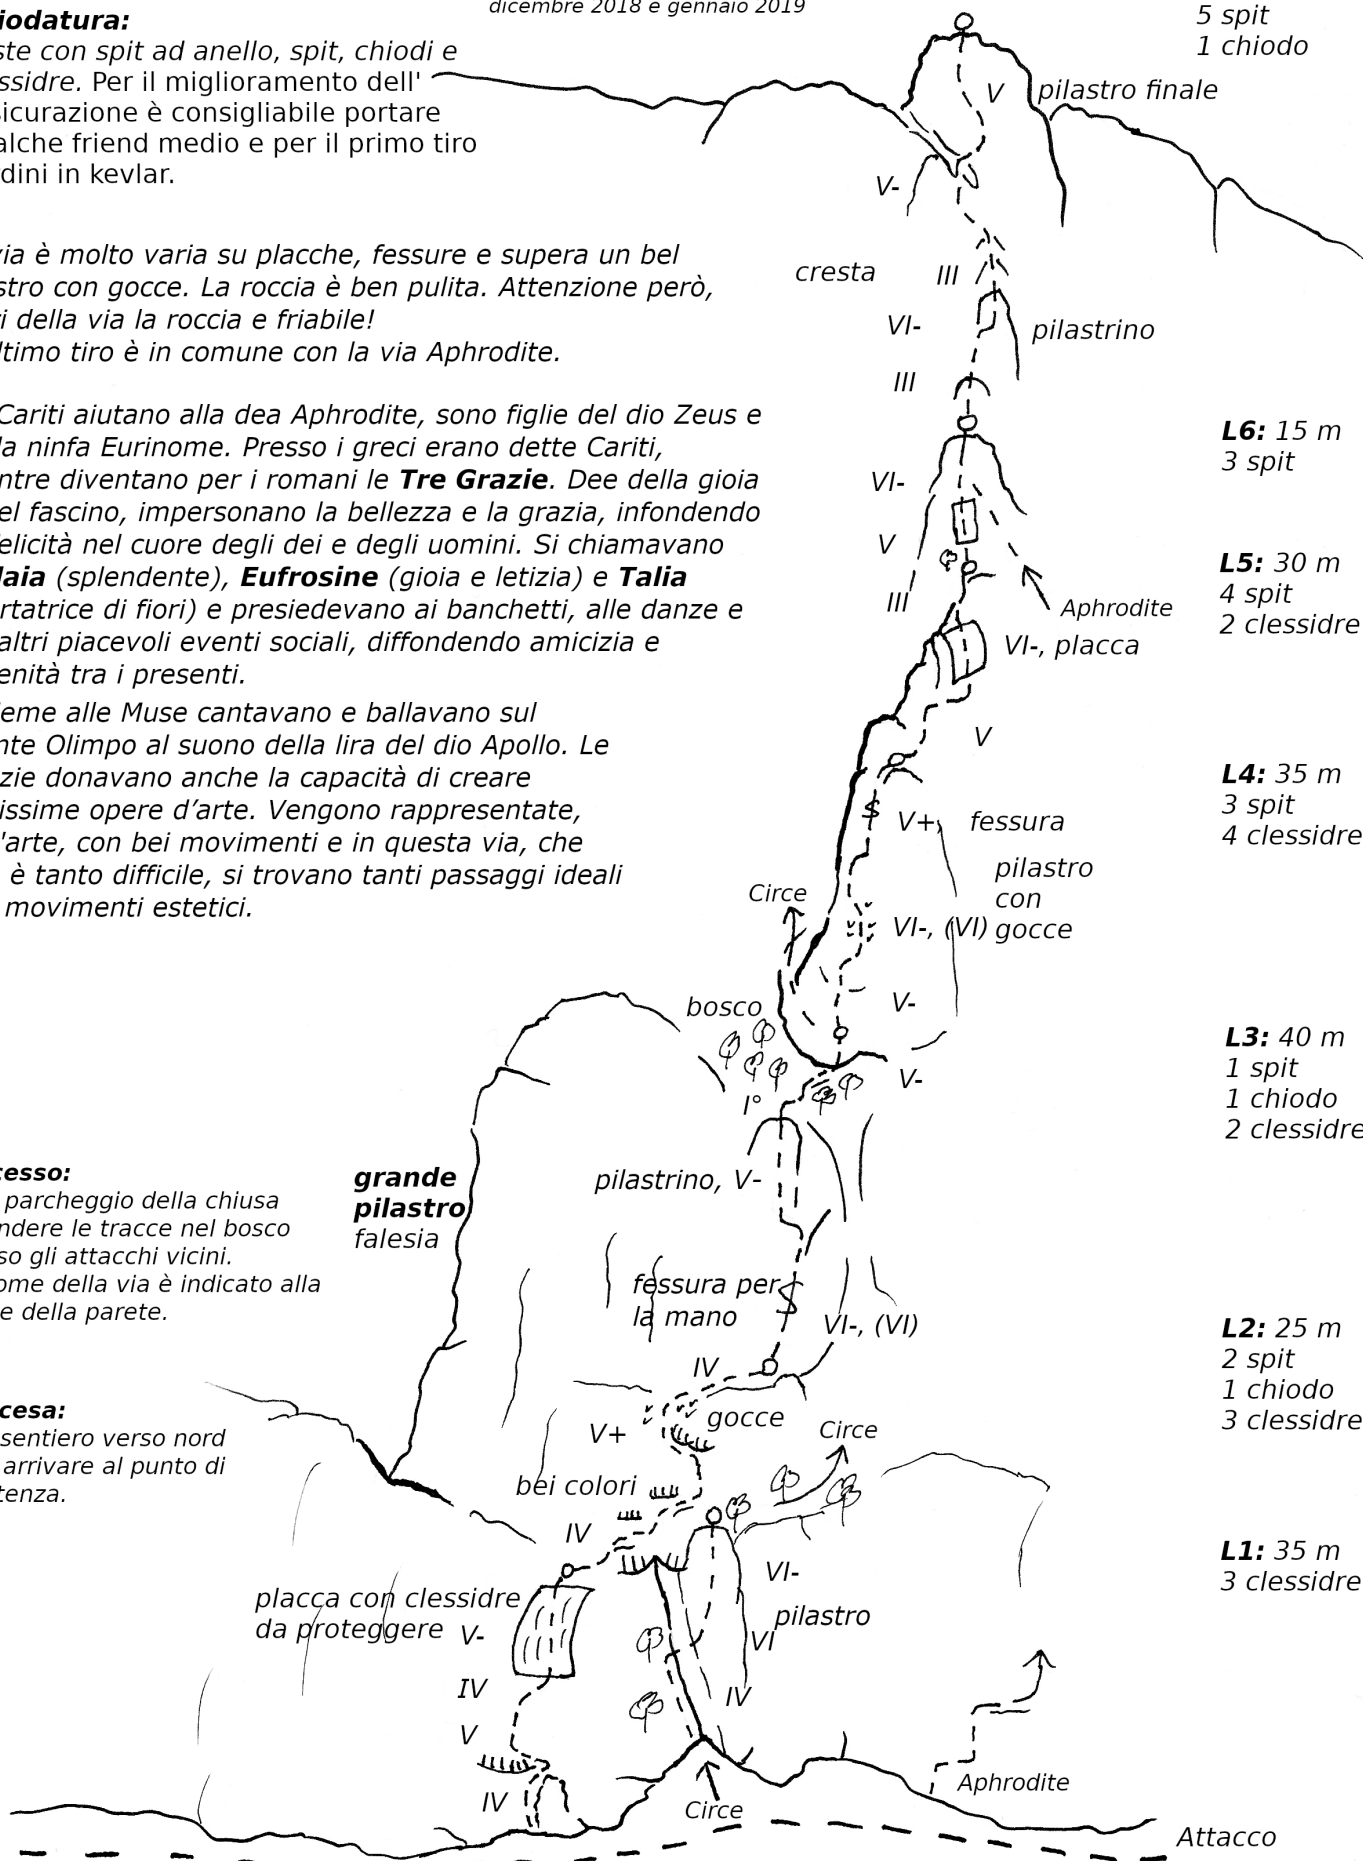 dicembre 2018 e gennaio 2019
iodatura:
ste con spit ad anello, spit, chiodi e
ssidre. Per il miglioramento dell'
sicurazione è consigliabile portare
alche friend medio e per il primo tiro
dini in kevlar.
via è molto varia su placche, fessure e supera un bel
stro con gocce. La roccia è ben pulita. Attenzione però,
i della via la roccia e friabile!
ltimo tiro è in comune con la via Aphrodite.
Cariti aiutano alla dea Aphrodite, sono figlie del dio Zeus e
la ninfa Eurinome. Presso i greci erano dette Cariti,
ntre diventano per i romani le Tre Grazie. Dee della gioia
el fascino, impersonano la bellezza e la grazia, infondendo
felicità nel cuore degli dei e degli uomini. Si chiamavano
laia (splendente), Eufrosine (gioia e letizia) e Talia
rtatrice di fiori) e presiedevano ai banchetti, alle danze e
altri piacevoli eventi sociali, diffondendo amicizia e
enità tra i presenti.
ieme alle Muse cantavano e ballavano sul
nte Olimpo al suono della lira del dio Apollo. Le
zie donavano anche la capacità di creare
issime opere d’arte. Vengono rappresentate,
l'arte, con bei movimenti e in questa via, che
è tanto difficile, si trovano tanti passaggi ideali
movimenti estetici.
cesso:
parcheggio della chiusa
ndere le tracce nel bosco
so gli attacchi vicini.
ome della via è indicato alla
e della parete.
cesa:
sentiero verso nord
arrivare al punto di
tenza.
5 spit
1 chiodo
V
pilastro finale
V-
cresta
III
VI-
pilastrino
III
L6: 15 m
3 spit
VI-
V
III
Aphrodite
VI-, placca
L5: 30 m
4 spit
2 clessidre
V
L4: 35 m
3 spit
4 clessidre
V+,
fessura
pilastro
con
gocce
Circe
VI-, (VI)
bosco
V-
L3: 40 m
1 spit
1 chiodo
2 clessidre
V-
I°
grande
pilastro
falesia
pilastrino, V-
fessura per
la mano
VI-, (VI)
L2: 25 m
2 spit
1 chiodo
3 clessidre
IV
gocce
V+
Circe
bei colori
IV
L1: 35 m
3 clessidre
VI-
placca con clessidre
da proteggere
V-
pilastro
VI
IV
IV
V
IV
Circe
Aphrodite
Attacco